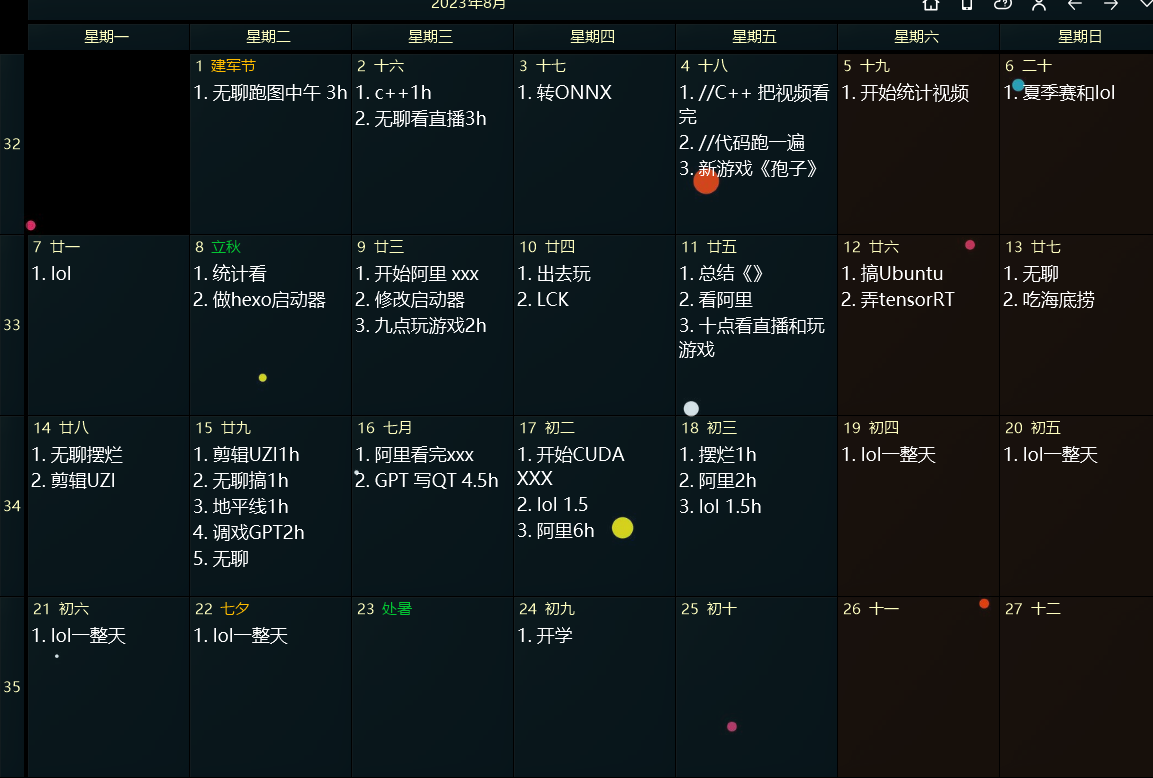 2023年8月
星期一
星期二
星期三
星期四
星期五
星期六
星期日
32
1 建军节
1. 无聊跑图中午 3h
2 十六
1. c++1h
2. 无聊看直播3h
3 十七
1. 转ONNX
4 十八
1. //C++ 把视频看
完
2. //代码跑一遍
3. 新游戏《孢子》
5 十九
1. 开始统计视频
6 二十
1. 夏季赛和lol
33
7 廿一
1. lol
8 立秋
1. 统计看
2. 做hexo启动器
9 廿三
1. 开始阿里 xxx
2. 修改启动器
3. 九点玩游戏2h
10 廿四
1. 出去玩
2. LCK
11 廿五
1. 总结《》
2. 看阿里
3. 十点看直播和玩
游戏
12 廿六
1. 搞Ubuntu
2. 弄tensorRT
13 廿七
1. 无聊
2. 吃海底捞
34
14 廿八
1. 无聊摆烂
2. 剪辑UZI
15 廿九
1. 剪辑UZI1h
2. 无聊搞1h
3. 地平线1h
4. 调戏GPT2h
5. 无聊
16 七月
1. 阿里看完xxx
2. GPT 写QT 4.5h
17 初二
1. 开始CUDA
XXX
2. lol 1.5
3. 阿里6h
18 初三
1. 摆烂1h
2. 阿里2h
3. lol 1.5h
19 初四
1. lol一整天
20 初五
1. lol一整天
35
21 初六
1. lol一整天
22 七夕
1. lol一整天
23 处暑
24 初九
1. 开学
25 初十
26 十一
27 十二